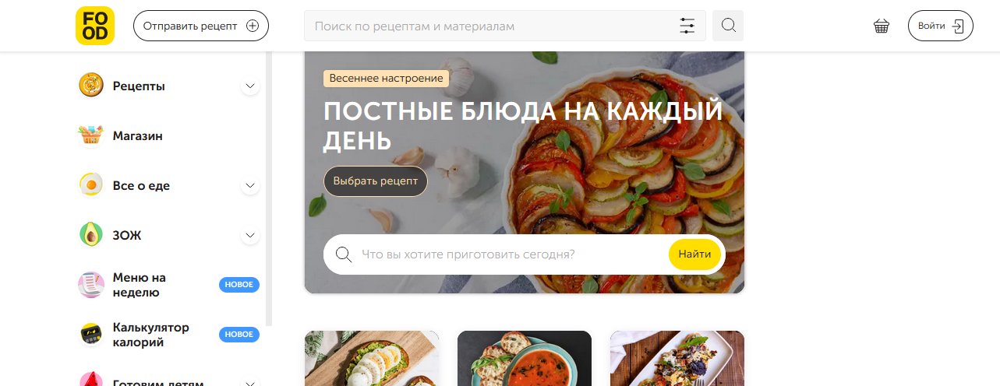 FO
OD
Отправить рецепт
Поиск по рецептам и материалам
Войти
Рецепты
Магазин
Все о еде
ЗОЖ
Меню на
неделю
НОВОЕ
Калькулятор
калорий
НОВОЕ
Готовим детям
Весеннее настроение
ПОСТНЫЕ БЛЮДА НА КАЖДЫЙ
ДЕНЬ
Выбрать рецепт
Что вы хотите приготовить сегодня?
Найти